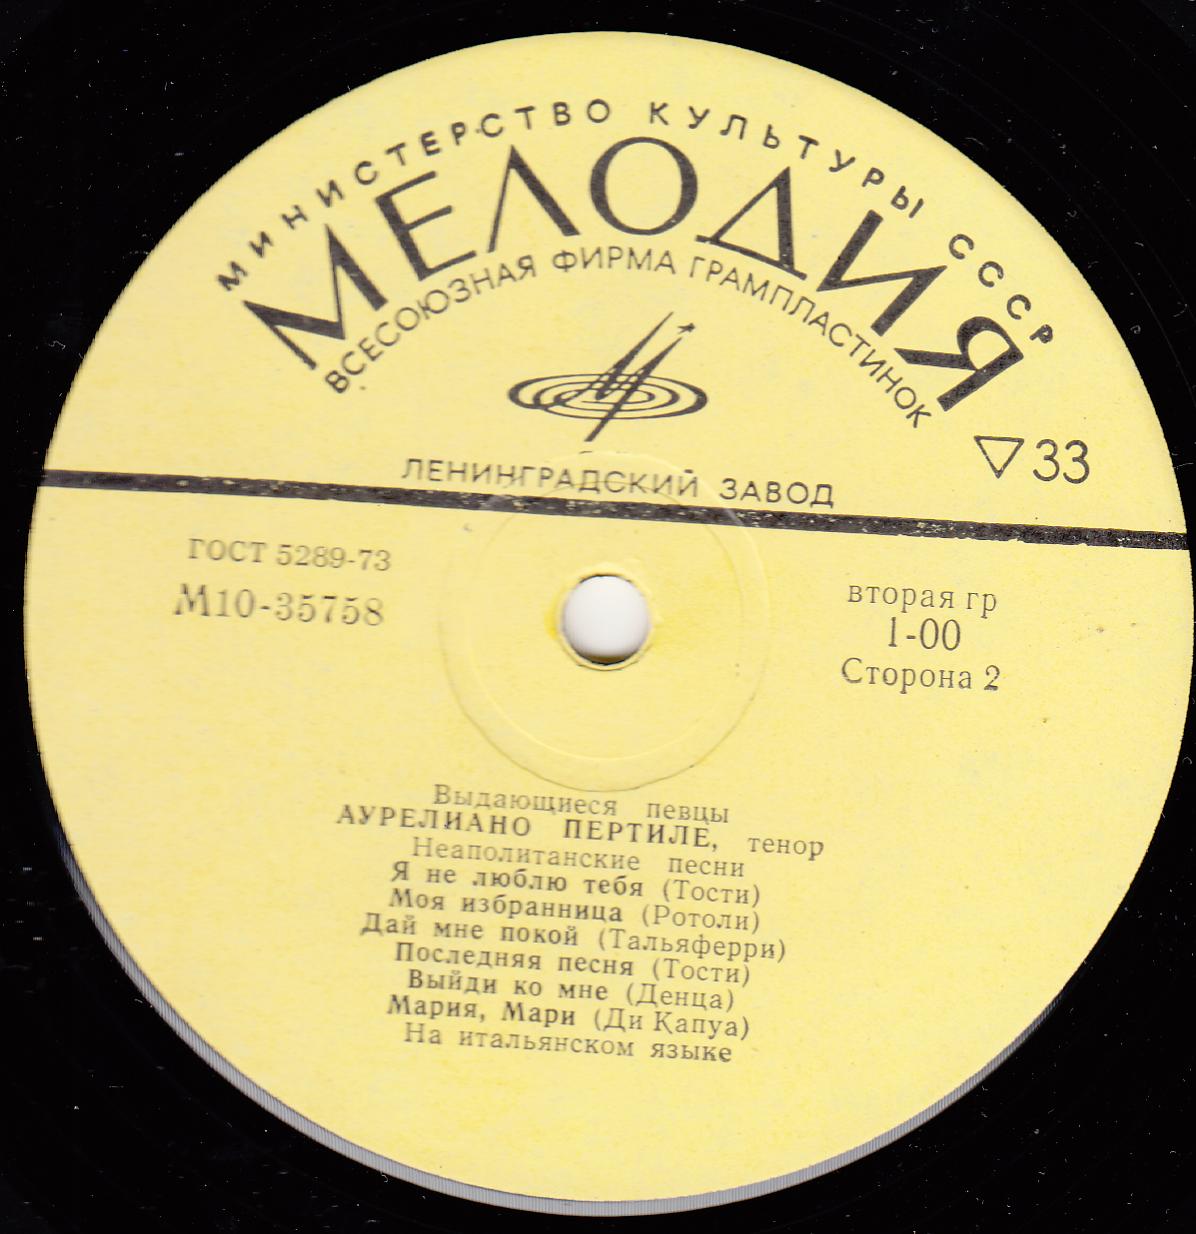 МИНИСТЕРСТВО КУЛЬТУРЫ СССР
МЕЛОДИЯ
ВСЕСОЮЗНАЯ ФИРМА ГРАМПЛАСТИНОК
33
ЛЕНИНГРАДСКИЙ ЗАВОД
ГОСТ 5289-73
М10-35758
вторая гр
1-00
Сторона 2
Выдающиеся певцы
АУРЕЛИАНО ПЕРТИЛЕ, тенор
Неаполитанские песни
Я не люблю тебя (Тости)
Моя избранница (Ротоли)
Дай мне покой (Тальяферри)
Последняя песня (Тости)
Выйди ко мне (Денца)
Мария, Мари (Ди Капуа)
На итальянском языке